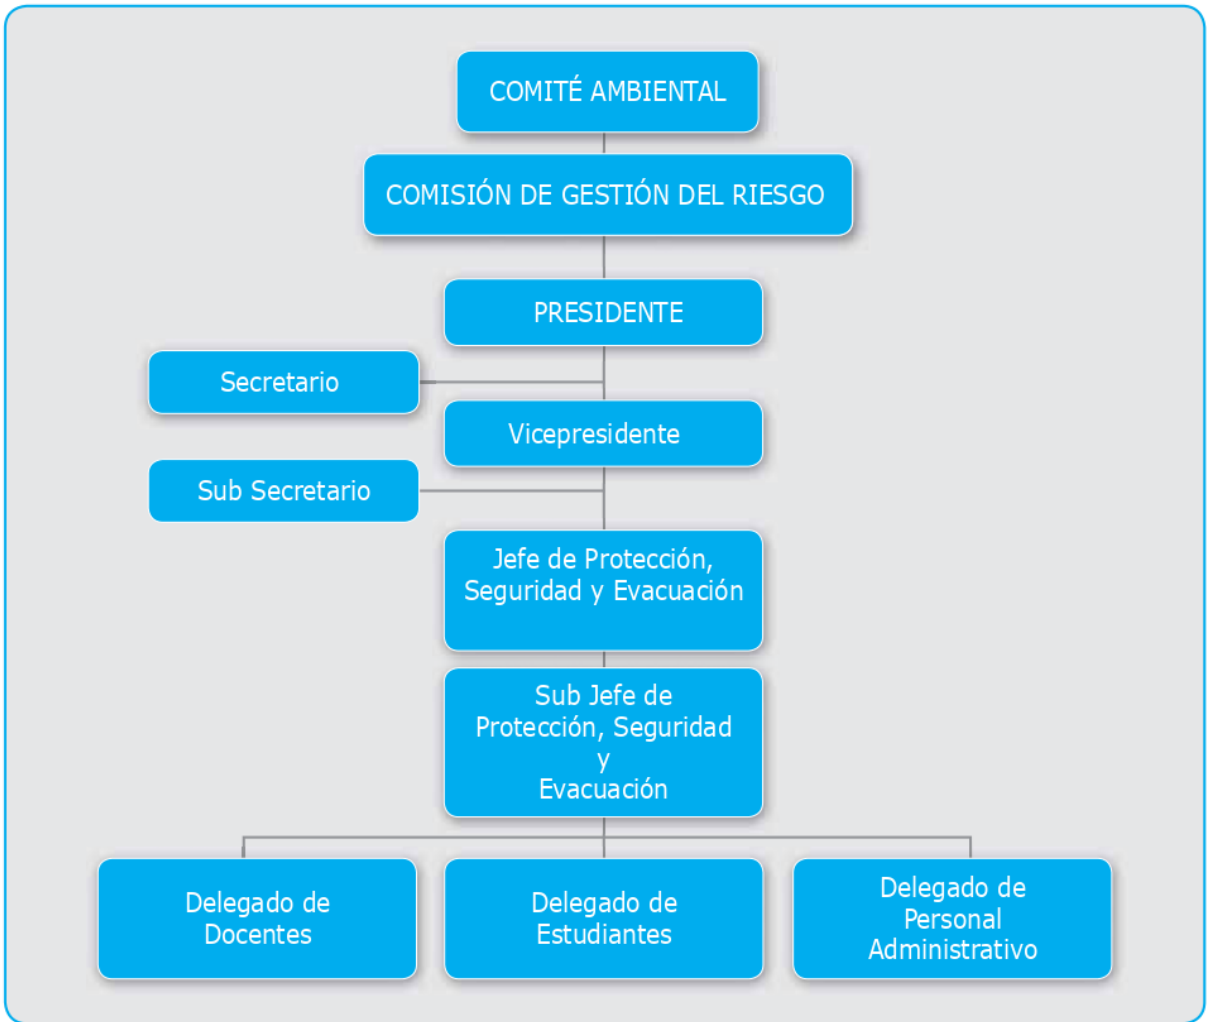 COMITÉ AMBIENTAL
COMISIÓN DE GESTIÓN DEL RIESGO
PRESIDENTE
Secretario
Vicepresidente
Sub Secretario
Jefe de Protección,
Seguridad y Evacuación
Sub Jefe de
Protección, Seguridad
y
Evacuación
Delegado de
Docentes
Delegado de
Estudiantes
Delegado de
Personal
Administrativo